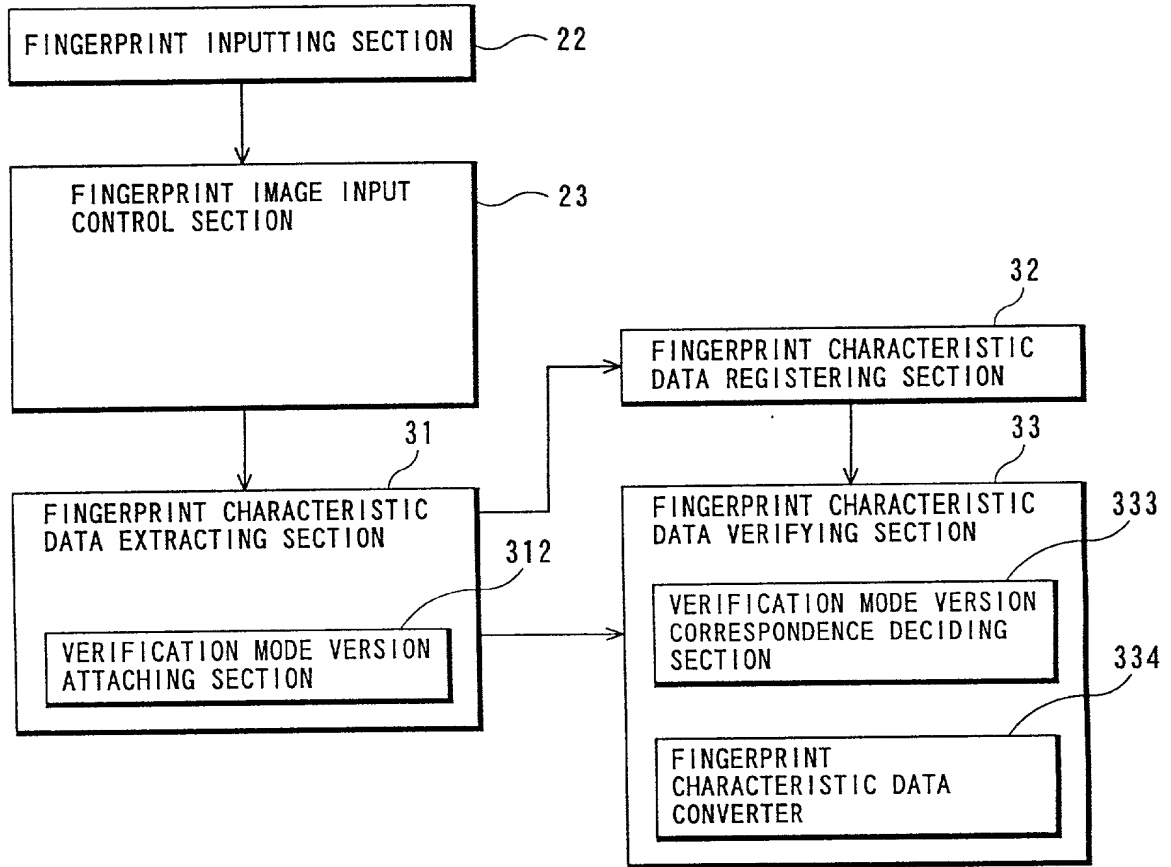 FINGERPRINT INPUTTING SECTION
22
FINGERPRINT IMAGE INPUT
CONTROL SECTION
23
32
FINGERPRINT CHARACTERISTIC
DATA REGISTERING SECTION
31
FINGERPRINT CHARACTERISTIC
DATA EXTRACTING SECTION
312
VERIFICATION MODE VERSION
ATTACHING SECTION
33
FINGERPRINT CHARACTERISTIC
DATA VERIFYING SECTION
333
VERIFICATION MODE VERSION
CORRESPONDENCE DECIDING
SECTION
334
FINGERPRINT
CHARACTERISTIC DATA
CONVERTER